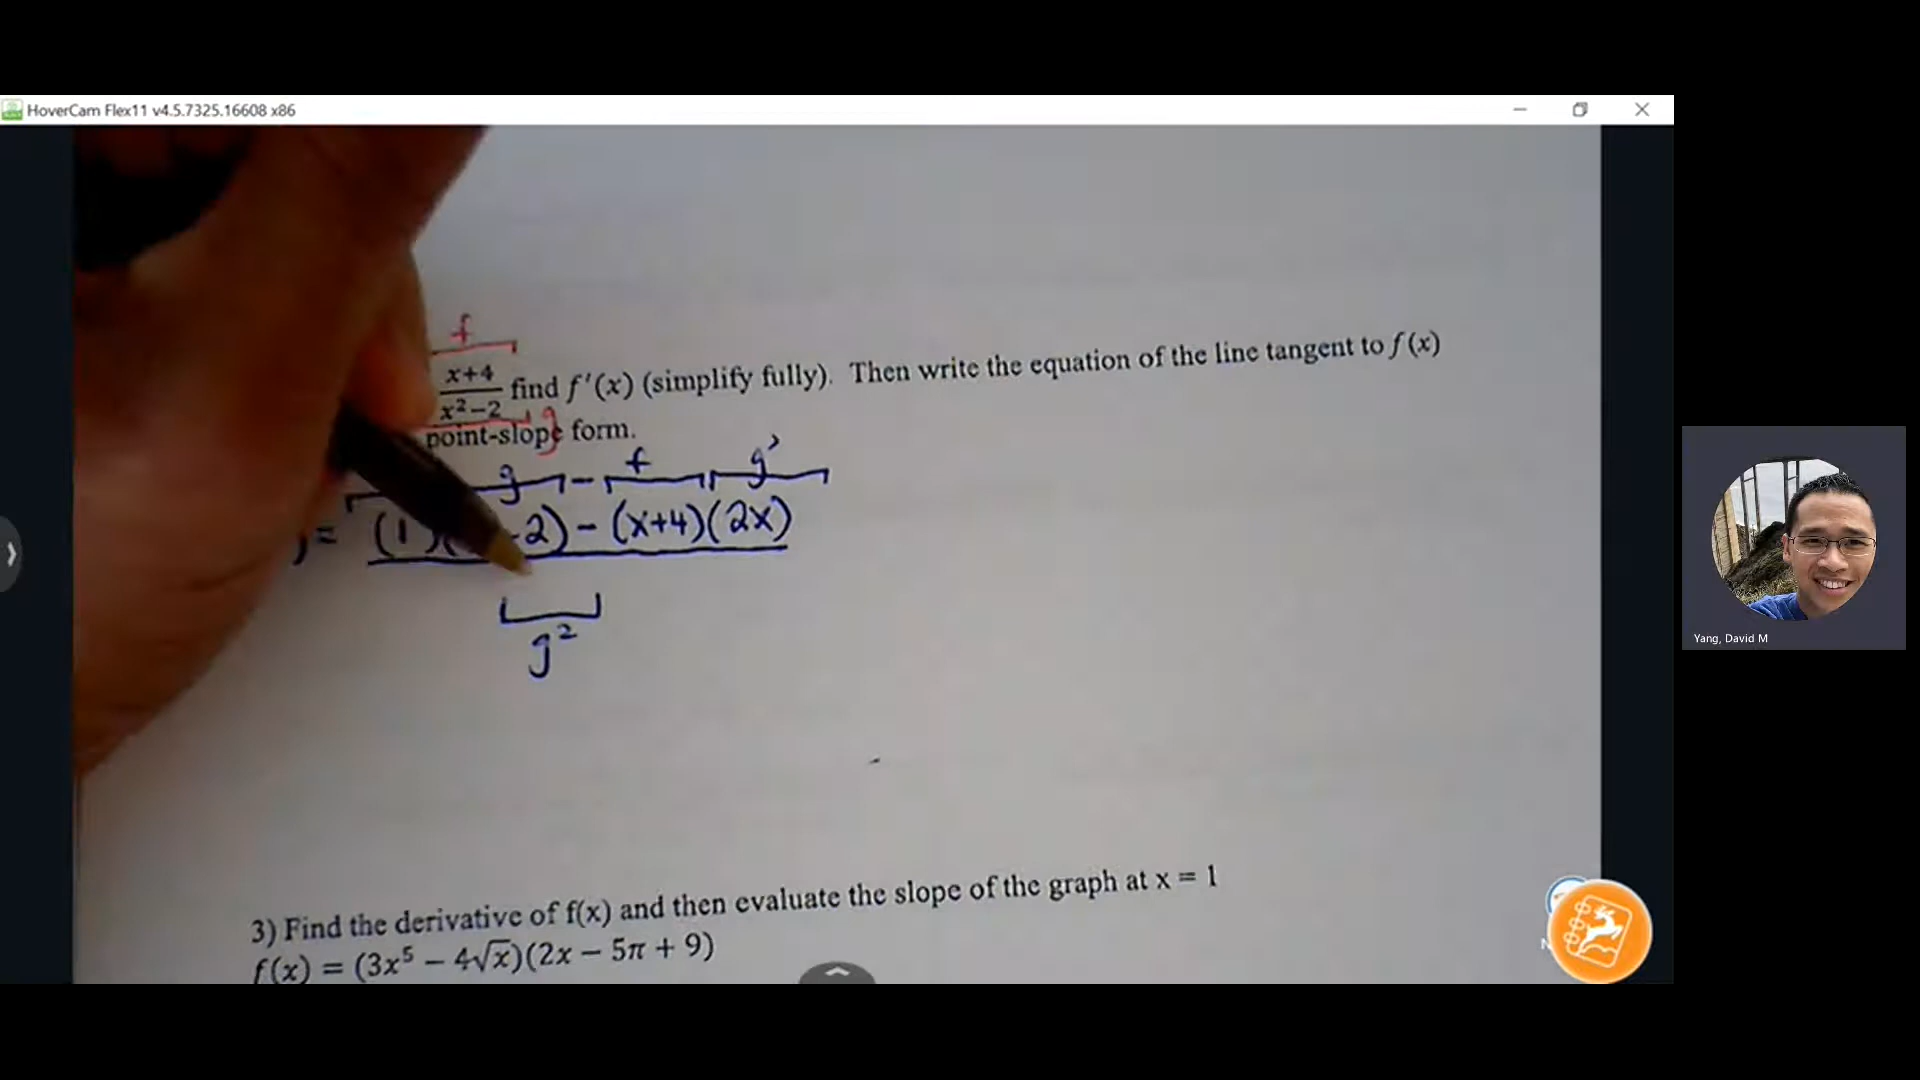 HoverCam Flex11 v4.5.7325.16608 x86
f
x+4
x²−2 find f′(x) (simplify fully). Then write the equation of the line tangent to f(x)
g
point-slope form.
g − f g'
= (1)( -2) - (x+4)(2x)
g²
3) Find the derivative of f(x) and then evaluate the slope of the graph at x = 1
f(x) = (3x⁵ − 4√x)(2x − 5π + 9)
Yang, David M